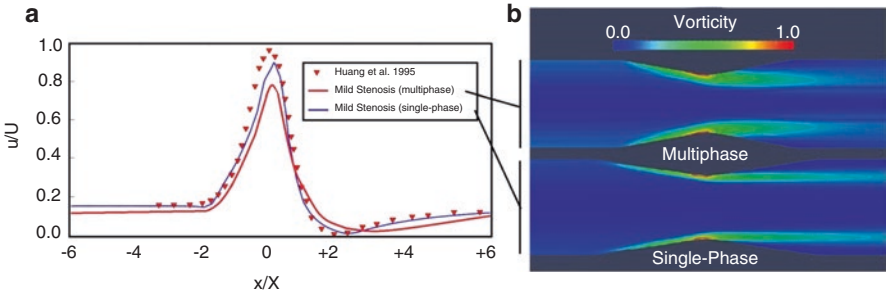 a
1.0
0.8
0.6
0.4
0.2
0.0
u/U
-6
-4
-2
0
+2
+4
+6
x/X
Huang et al. 1995
Mild Stenosis (multiphase)
Mild Stenosis (single-phase)
b
Vorticity
0.0
1.0
Multiphase
Single-Phase